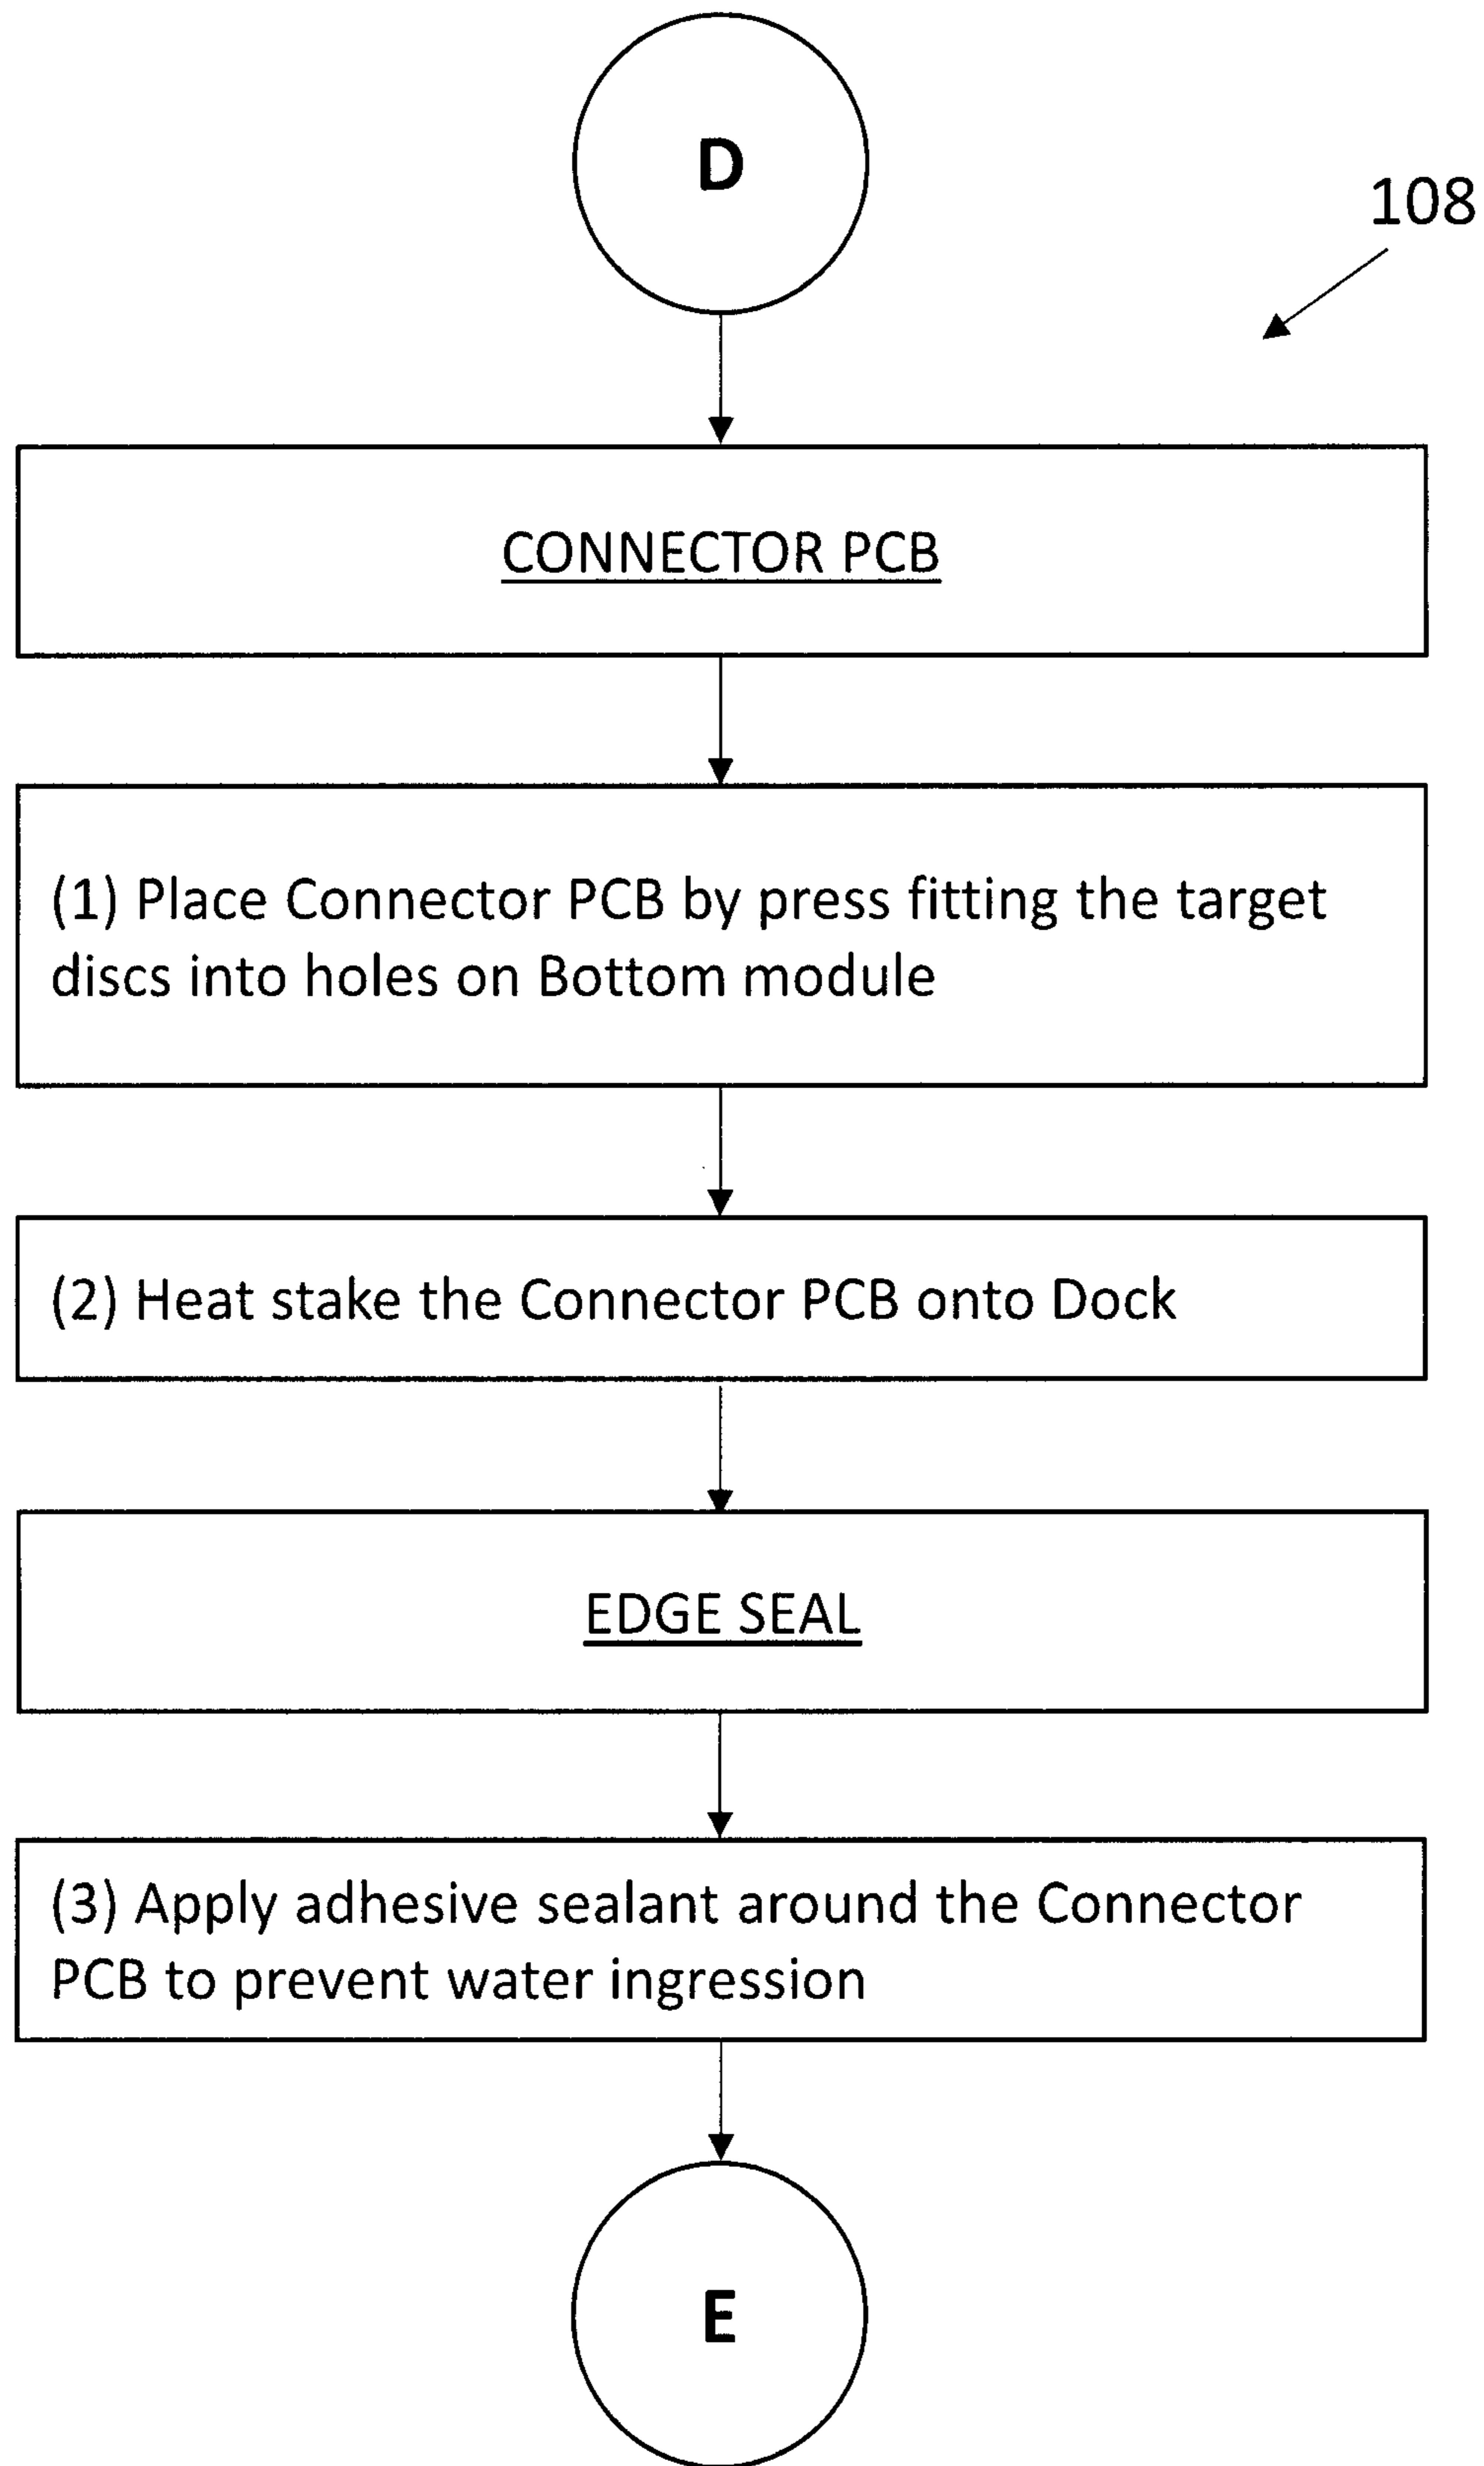 D
108
CONNECTOR PCB
(1) Place Connector PCB by press fitting the target
discs into holes on Bottom module
(2) Heat stake the Connector PCB onto Dock
EDGE SEAL
(3) Apply adhesive sealant around the Connector
PCB to prevent water ingression
E